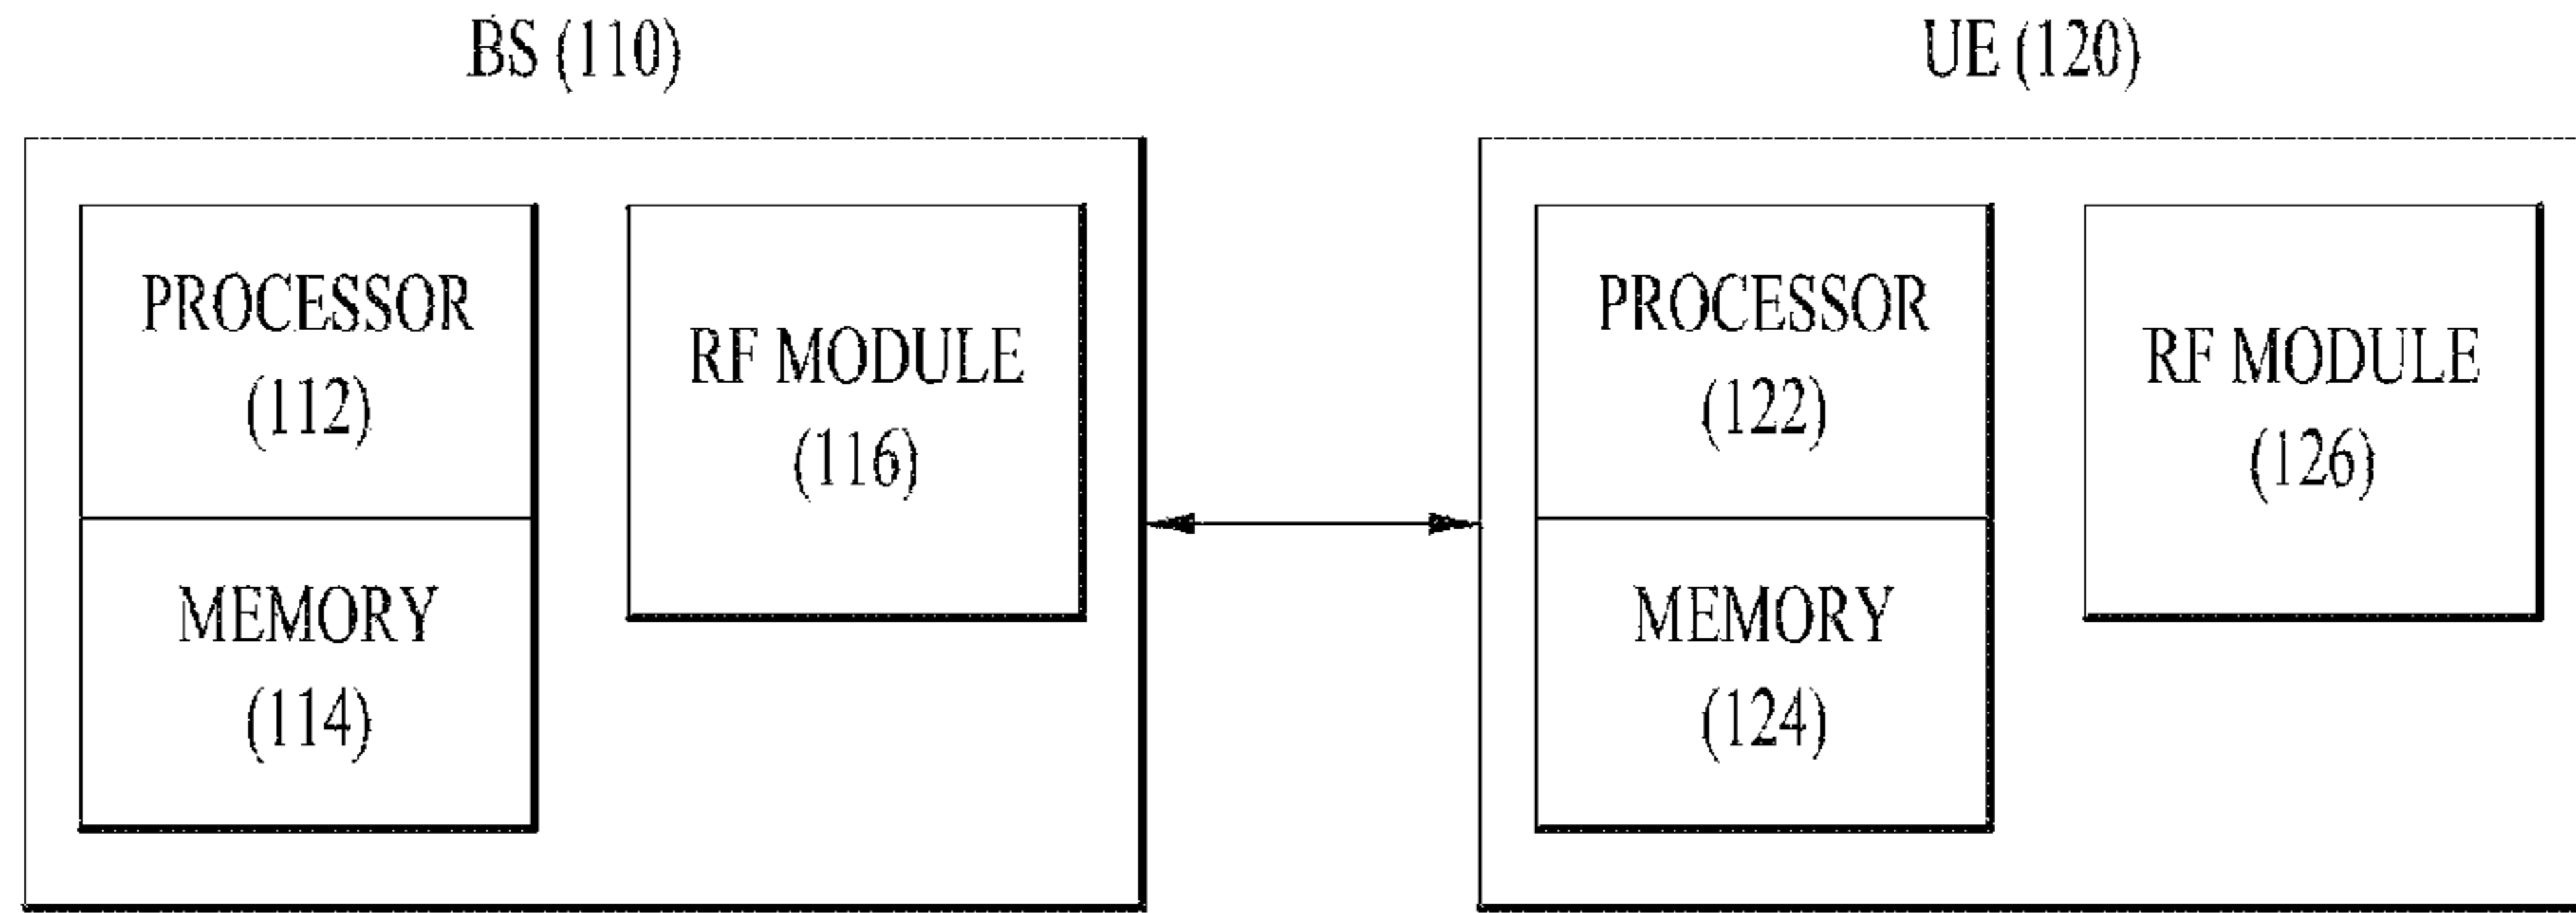 BS (110)
UE (120)
PROCESSOR
(112)
MEMORY
(114)
RF MODULE
(116)
PROCESSOR
(122)
MEMORY
(124)
RF MODULE
(126)